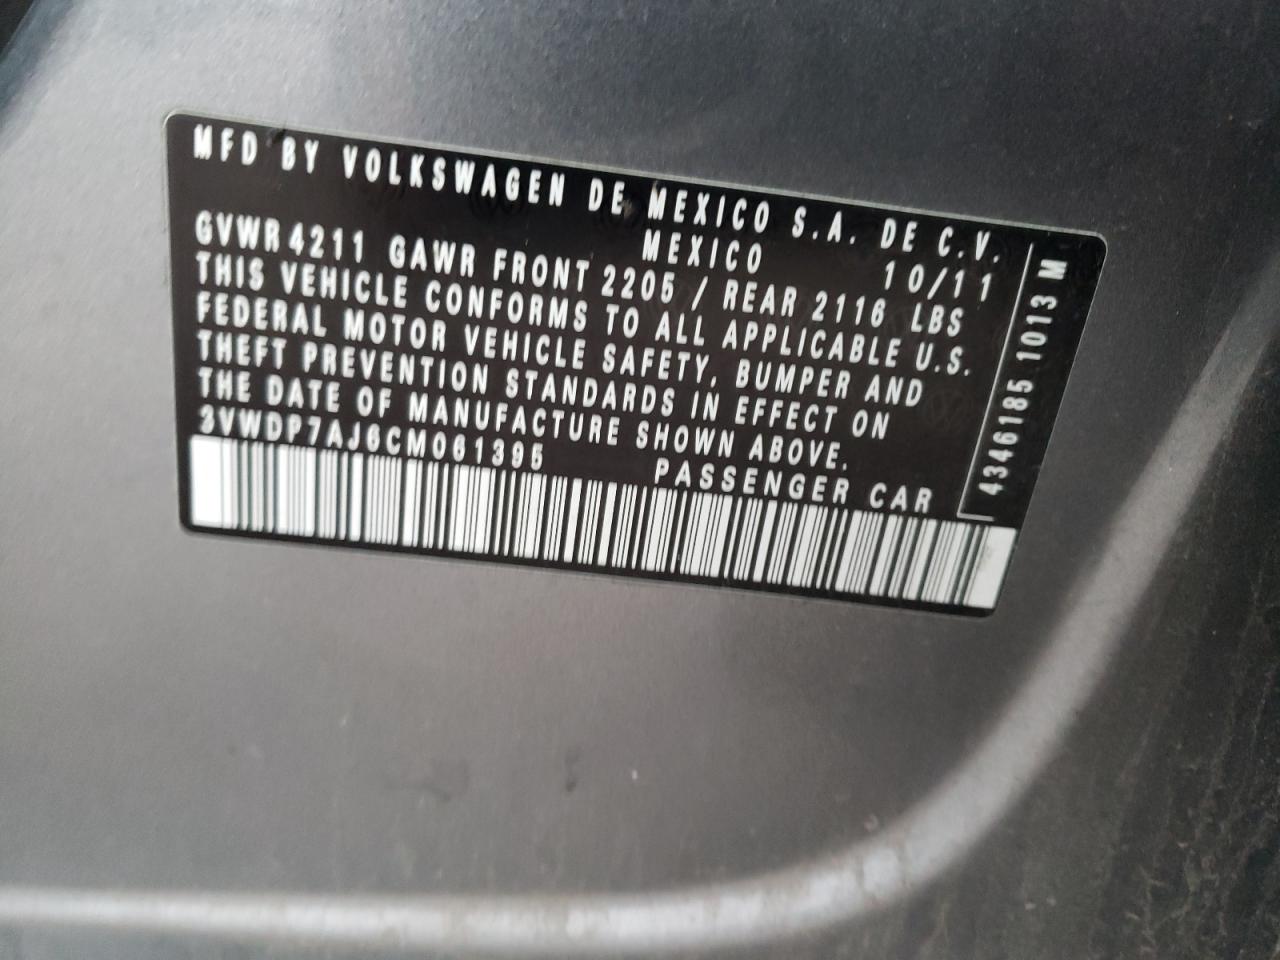 MFD BY VOLKSWAGEN DE MEXICO S.A. DE C.V.
MEXICO 10/11
GVWR 4211 GAWR FRONT 2205 / REAR 2116 LBS
THIS VEHICLE CONFORMS TO ALL APPLICABLE U.S.
FEDERAL MOTOR VEHICLE SAFETY, BUMPER AND
THEFT PREVENTION STANDARDS IN EFFECT ON
THE DATE OF MANUFACTURE SHOWN ABOVE.
3VWDP7AJ6CM061395 PASSENGER CAR
4346185 1013 M